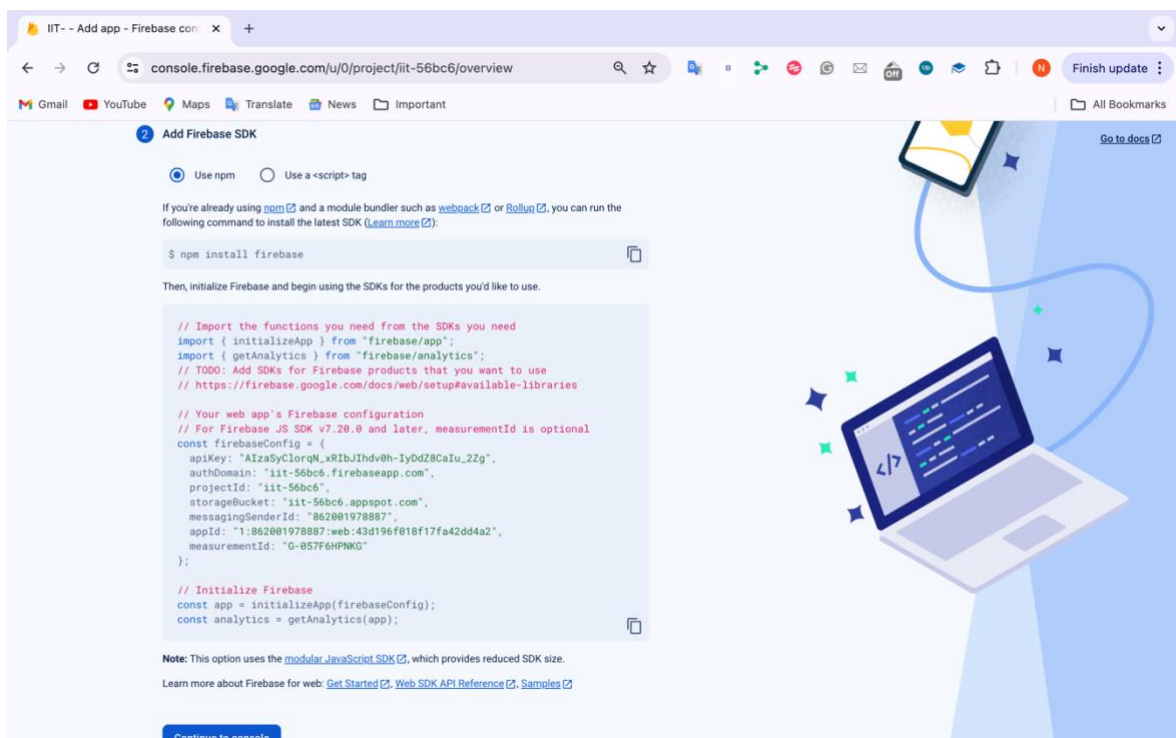 IIT- - Add app - Firebase con
console.firebase.google.com/u/0/project/iit-56bc6/overview
Off
N
Finish update
Gmail
YouTube
Maps
Translate
News
Important
All Bookmarks
2
Add Firebase SDK
Go to docs
Use npm
Use a <script> tag
If you're already using npm and a module bundler such as webpack or Rollup, you can run the
following command to install the latest SDK (Learn more):
$ npm install firebase
Then, initialize Firebase and begin using the SDKs for the products you'd like to use.
// Import the functions you need from the SDKs you need
import { initializeApp } from "firebase/app";
import { getAnalytics } from "firebase/analytics";
// TODO: Add SDKs for Firebase products that you want to use
// https://firebase.google.com/docs/web/setup#available-libraries
// Your web app's Firebase configuration
// For Firebase JS SDK v7.20.0 and later, measurementId is optional
const firebaseConfig = {
apiKey: "AIzaSyClorqN_xRIbJIhdv0h-IyDdZ8CaIu_2Zg",
authDomain: "iit-56bc6.firebaseapp.com",
projectId: "iit-56bc6",
storageBucket: "iit-56bc6.appspot.com",
messagingSenderId: "862001978887",
appId: "1:862001978887:web:43d196f018f17fa42dd4a2",
measurementId: "G-057F6HPNKG"
};
// Initialize Firebase
const app = initializeApp(firebaseConfig);
const analytics = getAnalytics(app);
Note: This option uses the modular JavaScript SDK, which provides reduced SDK size.
Learn more about Firebase for web: Get Started, Web SDK API Reference, Samples
Continue to console